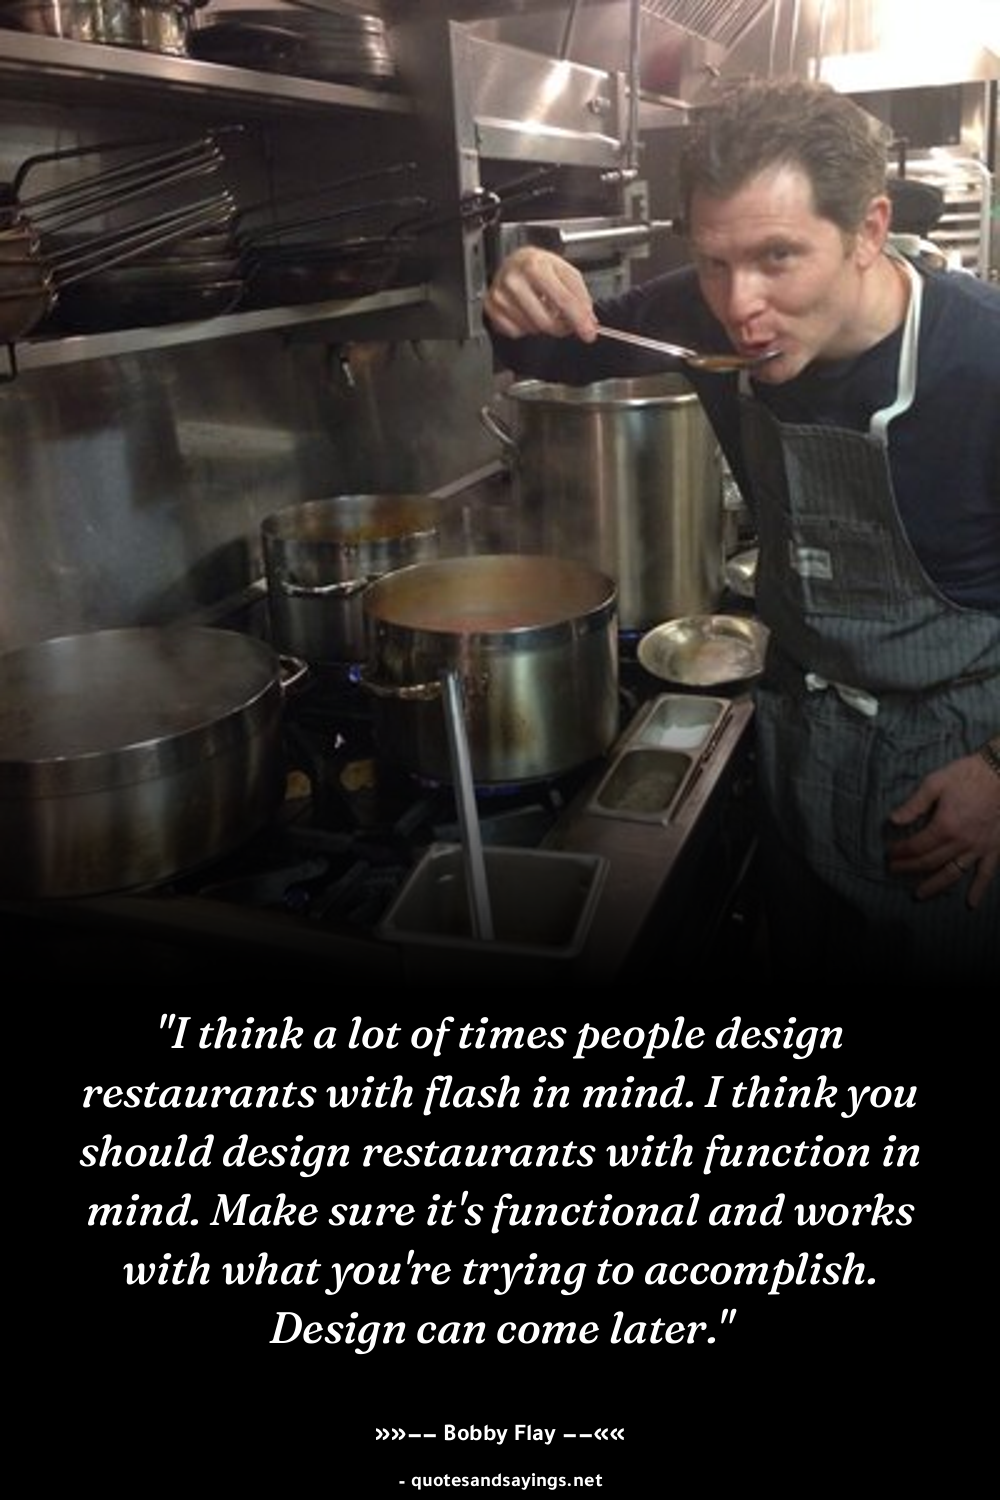 "I think a lot of times people design
restaurants with flash in mind. I think you
should design restaurants with function in
mind. Make sure it's functional and works
with what you're trying to accomplish.
Design can come later."
»»–– Bobby Flay ––««
- quotesandsayings.net